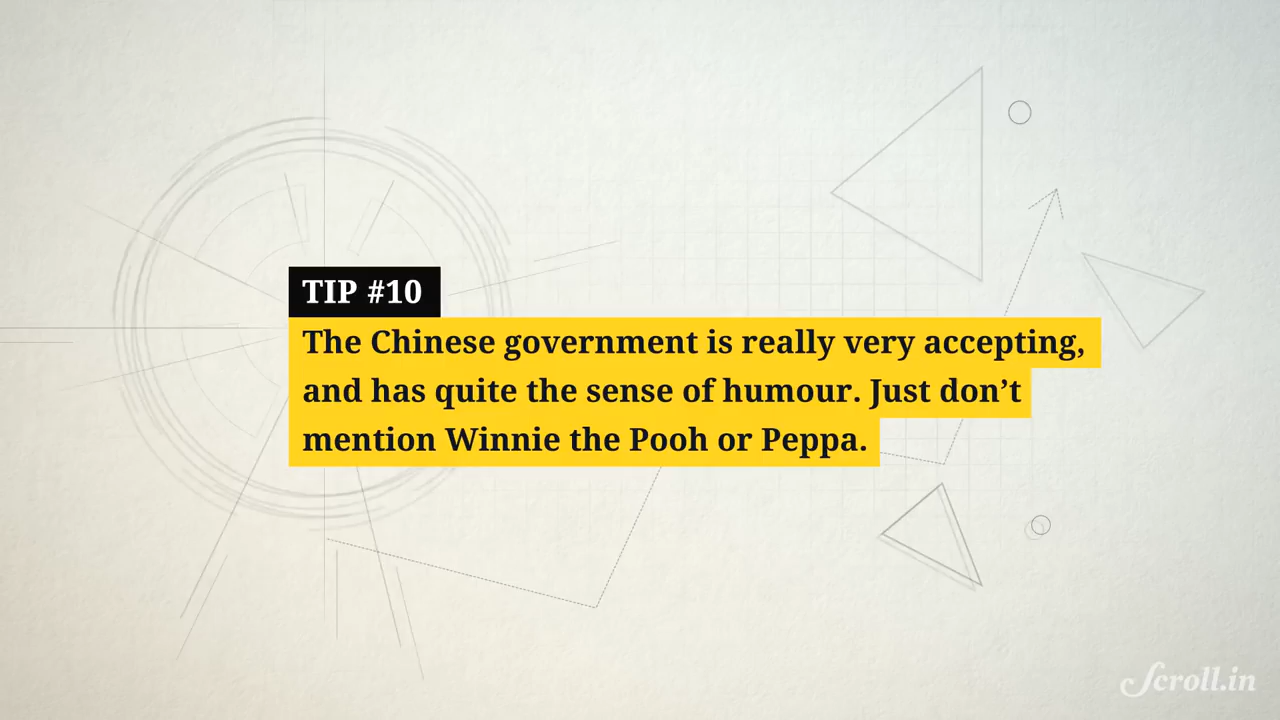 TIP #10
The Chinese government is really very accepting,
and has quite the sense of humour. Just don’t
mention Winnie the Pooh or Peppa.
Scroll.in